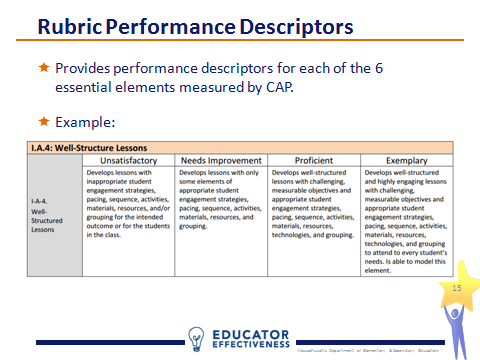 Rubric Performance Descriptors
Provides performance descriptors for each of the 6
essential elements measured by CAP.
Example:
I.A.4: Well-Structure Lessons
Unsatisfactory
Needs Improvement
Proficient
Exemplary
I-A-4.
Well-
Structured
Lessons
Develops lessons with
inappropriate student
engagement strategies,
pacing, sequence, activities,
materials, resources, and/or
grouping for the intended
outcome or for the students
in the class.
Develops lessons with only
some elements of
appropriate student
engagement strategies,
pacing, sequence, activities,
materials, resources, and
grouping.
Develops well-structured
lessons with challenging,
measurable objectives and
appropriate student
engagement strategies,
pacing, sequence, activities,
materials, resources,
technologies, and grouping.
Develops well-structured
and highly engaging lessons
with challenging,
measurable objectives and
appropriate student
engagement strategies,
pacing, sequence, activities,
materials, resources,
technologies, and grouping
to attend to every student's
needs. Is able to model this
element.
15
EDUCATOR
EFFECTIVENESS
Massachusetts Department of Elementary & Secondary Education